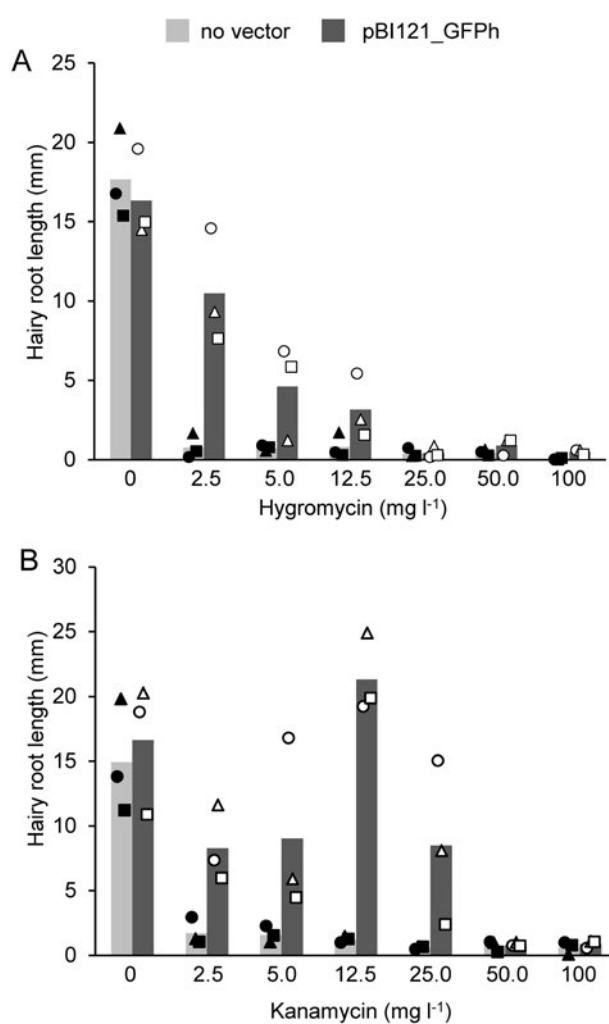 no vector pBI121_GFPh
A
Hairy root length (mm)
25
20
15
10
5
0
0 2.5 5.0 12.5 25.0 50.0 100
Hygromycin (mg l-1)
B
Hairy root length (mm)
30
25
20
15
10
5
0
0 2.5 5.0 12.5 25.0 50.0 100
Kanamycin (mg l-1)